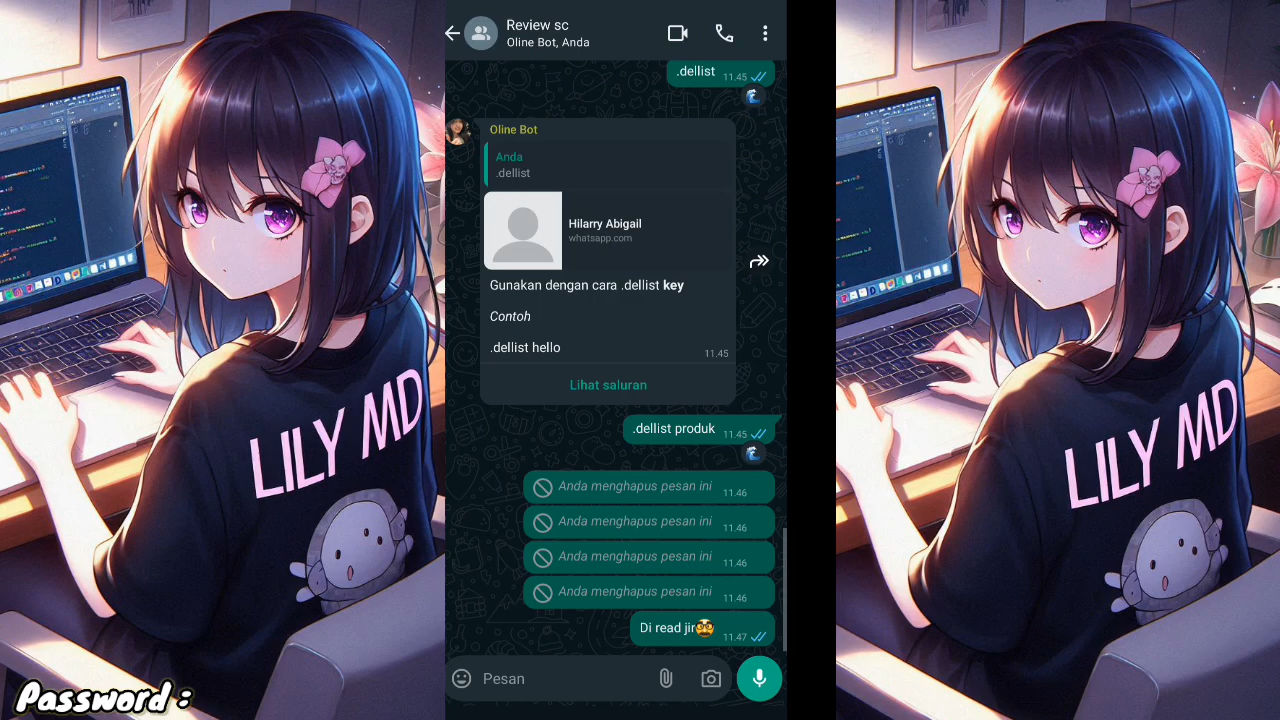 Review sc
Oline Bot, Anda
.dellist 11.45
Oline Bot
Anda
.dellist
Hilarry Abigail
whatsapp.com
Gunakan dengan cara .dellist key
Contoh
.dellist hello
11.45
Lihat saluran
.dellist produk 11.45
Anda menghapus pesan ini 11.46
Anda menghapus pesan ini 11.46
Anda menghapus pesan ini 11.46
Anda menghapus pesan ini 11.46
Di read jir🥸 11.47
Pesan
LILY MD
LILY MD
Password :